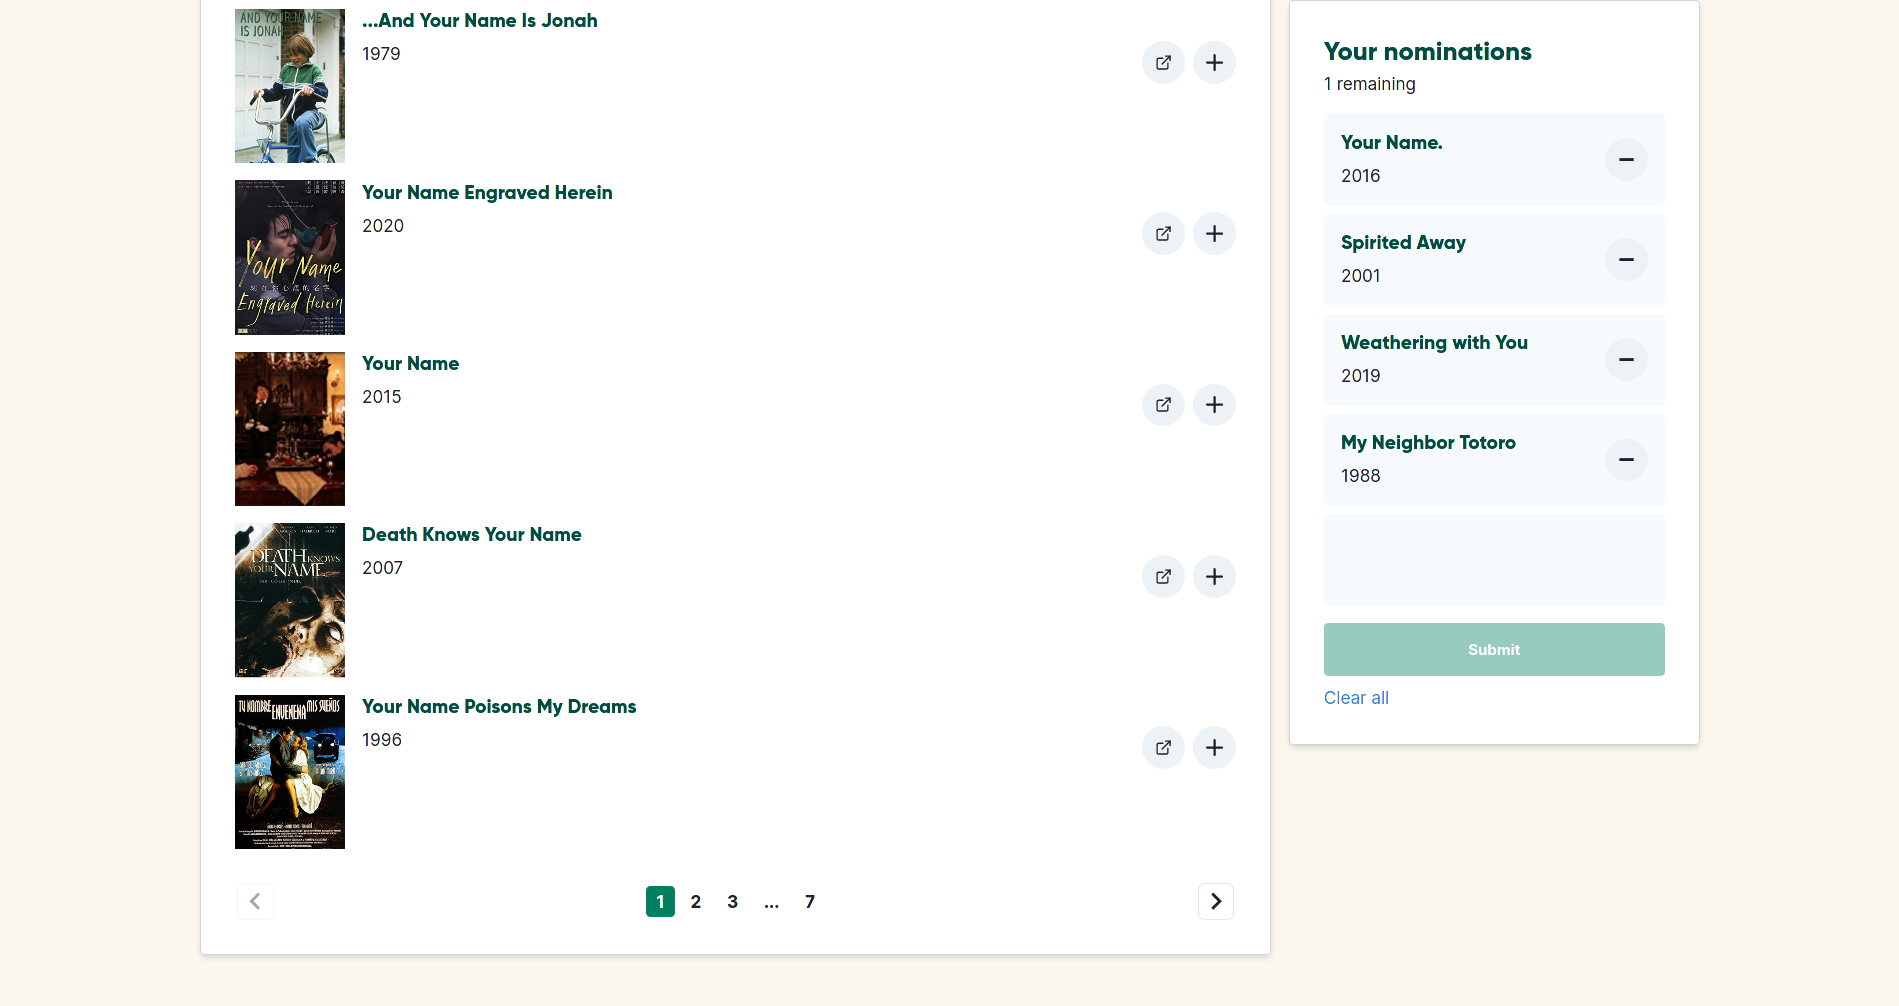 AND YOUR NAME
IS JONAH
...And Your Name Is Jonah
1979
Your Name
Engraved Herein
Your Name Engraved Herein
2020
Your Name
2015
DEATH KNOWS
YOUR NAME
Death Knows Your Name
2007
TU NOMBRE ENVENENA MIS SUEÑOS
Your Name Poisons My Dreams
1996
1 2 3 ... 7
Your nominations
1 remaining
Your Name.
2016
Spirited Away
2001
Weathering with You
2019
My Neighbor Totoro
1988
Submit
Clear all